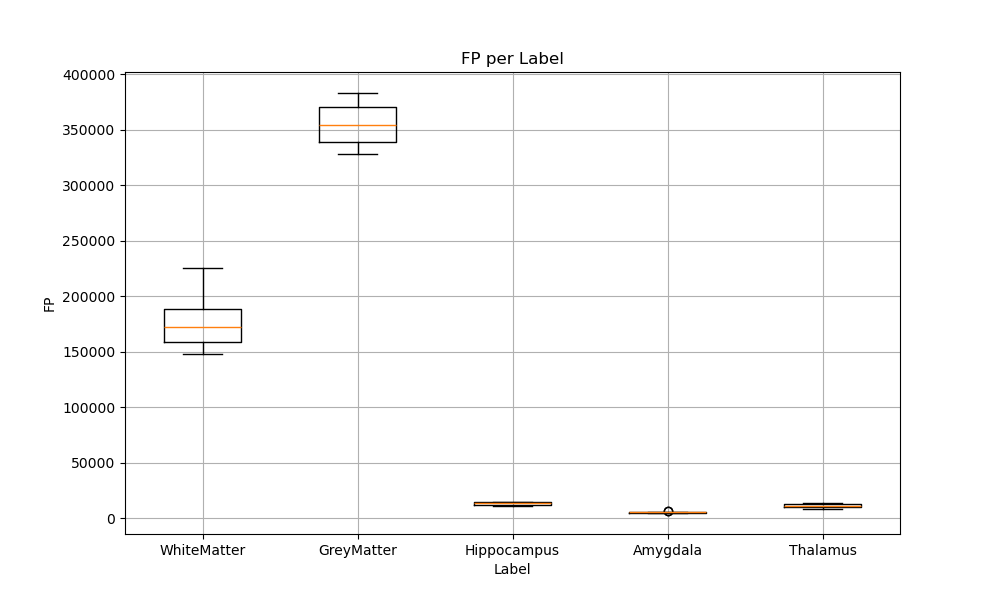 FP per Label
400000
350000
300000
250000
200000
150000
100000
50000
0
FP
WhiteMatter GreyMatter Hippocampus Amygdala Thalamus
Label